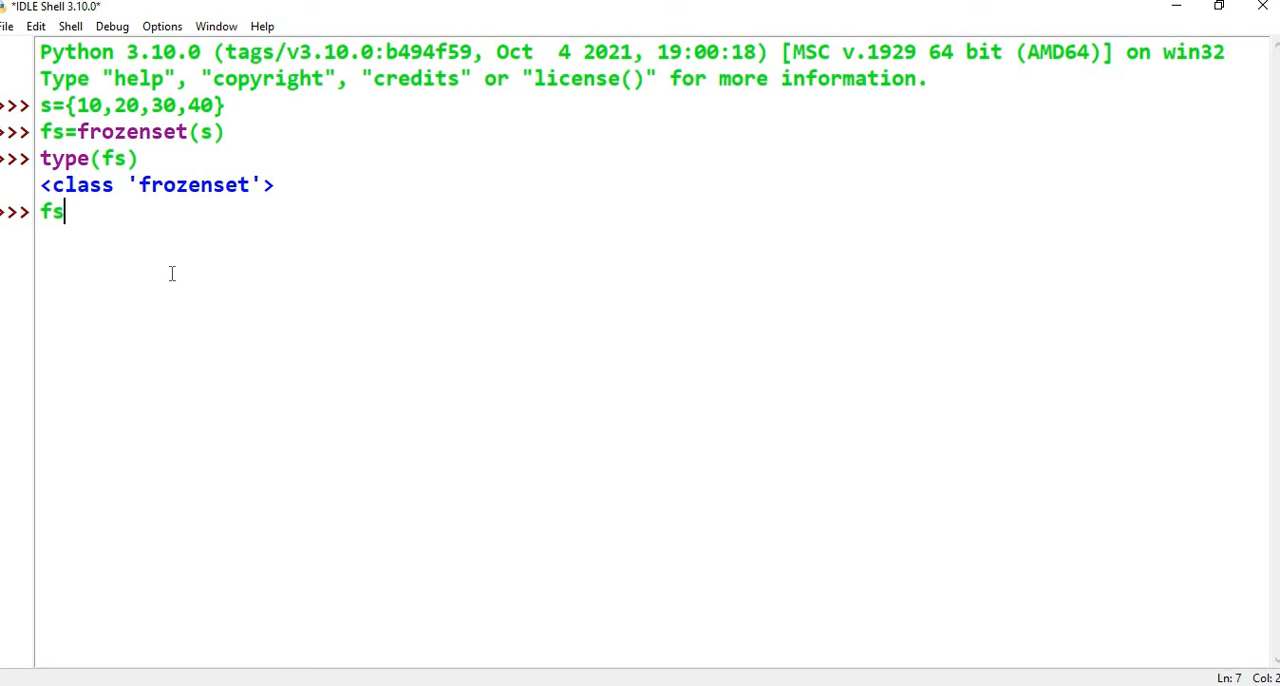 *IDLE Shell 3.10.0*
File Edit Shell Debug Options Window Help
Python 3.10.0 (tags/v3.10.0:b494f59, Oct  4 2021, 19:00:18) [MSC v.1929 64 bit (AMD64)] on win32
Type "help", "copyright", "credits" or "license()" for more information.
>>> s={10,20,30,40}
>>> fs=frozenset(s)
>>> type(fs)
<class 'frozenset'>
>>> fs
Ln: 7 Col: 2